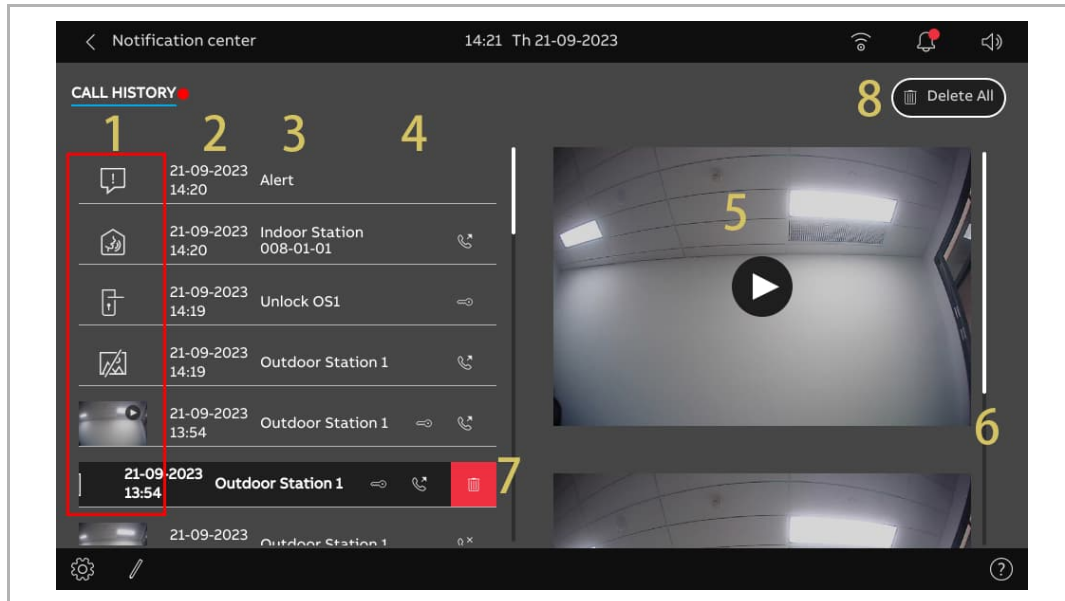 Notification center
14:21 Th 21-09-2023
CALL HISTORY
8
Delete All
1 2 3 4
21-09-2023
14:20
Alert
21-09-2023
14:20
Indoor Station
008-01-01
21-09-2023
14:19
Unlock OS1
21-09-2023
14:19
Outdoor Station 1
21-09-2023
13:54
Outdoor Station 1
21-09-2023
13:54
Outdoor Station 1
7
21-09-2023
Outdoor Station 1
5
6